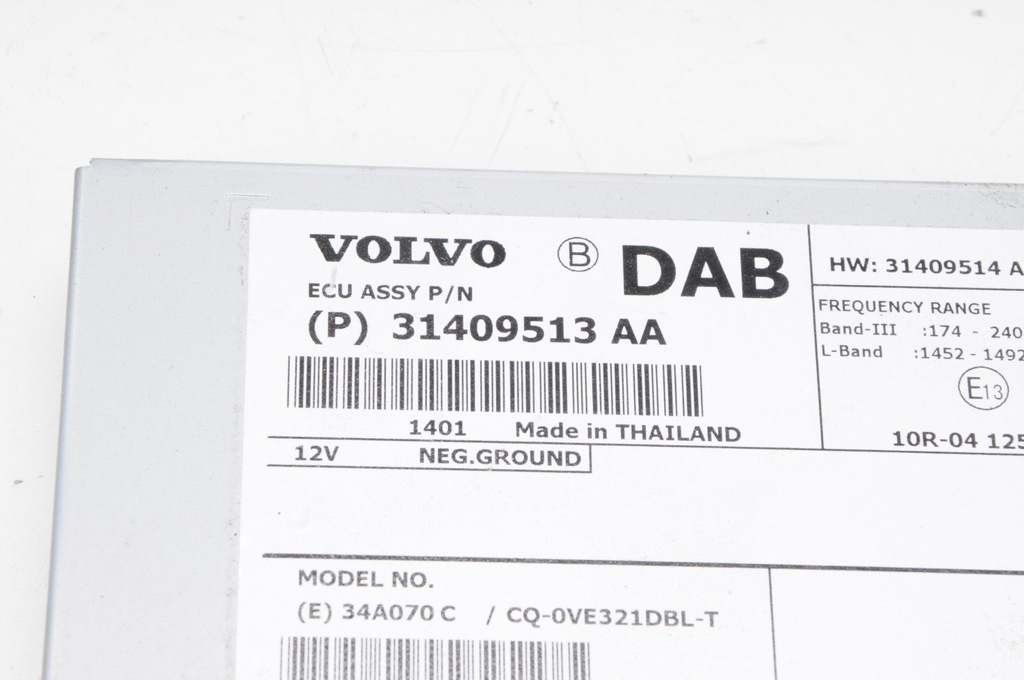 VOLVO Ⓑ DAB
ECU ASSY P/N
(P) 31409513 AA
1401 Made in THAILAND
12V NEG.GROUND
HW: 31409514 A
FREQUENCY RANGE
Band-III :174 - 240
L-Band :1452 - 1492
E13
10R-04 125
MODEL NO.
(E) 34A070 C / CQ-0VE321DBL-T